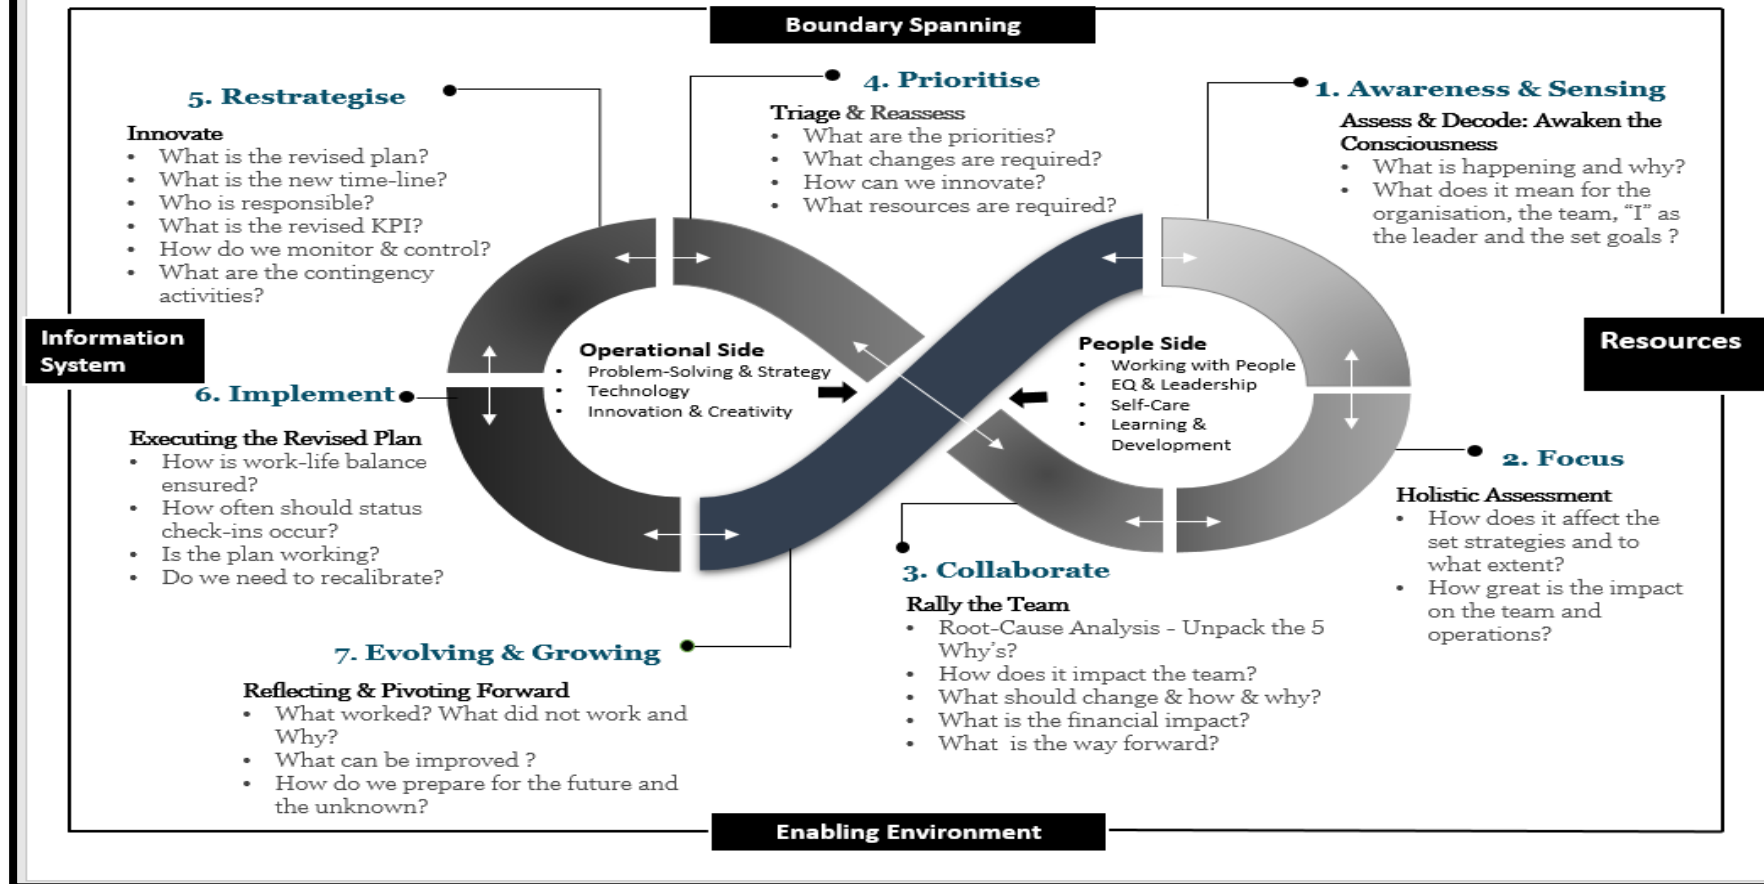 Boundary Spanning
5. Restrategise
Innovate
• What is the revised plan?
• What is the new time-line?
• Who is responsible?
• What is the revised KPI?
• How do we monitor & control?
• What are the contingency
activities?
4. Prioritise
Triage & Reassess
• What are the priorities?
• What changes are required?
• How can we innovate?
• What resources are required?
1. Awareness & Sensing
Assess & Decode: Awaken the
Consciousness
• What is happening and why?
• What does it mean for the
organisation, the team, “I” as
the leader and the set goals ?
Information
System
Operational Side
• Problem-Solving & Strategy
• Technology
• Innovation & Creativity
People Side
• Working with People
• EQ & Leadership
• Self-Care
• Learning &
Development
Resources
6. Implement
Executing the Revised Plan
• How is work-life balance
ensured?
• How often should status
check-ins occur?
• Is the plan working?
• Do we need to recalibrate?
2. Focus
Holistic Assessment
• How does it affect the
set strategies and to
what extent?
• How great is the impact
on the team and
operations?
3. Collaborate
Rally the Team
• Root-Cause Analysis - Unpack the 5
Why’s?
• How does it impact the team?
• What should change & how & why?
• What is the financial impact?
• What is the way forward?
7. Evolving & Growing
Reflecting & Pivoting Forward
• What worked? What did not work and
Why?
• What can be improved ?
• How do we prepare for the future and
the unknown?
Enabling Environment